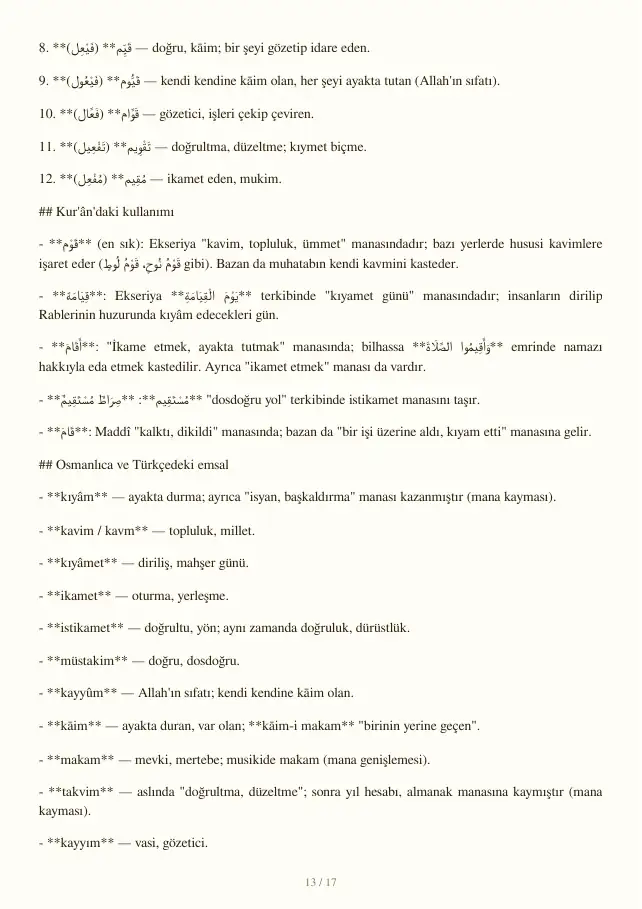 8. **قَيِّم** (فَيْعِل)** — doğru, kāim; bir şeyi gözetip idare eden.
9. **قَيُّوم** (فَيْعُول)** — kendi kendine kāim olan, her şeyi ayakta tutan (Allah'ın sıfatı).
10. **قَوَّام** (فَعَّال)** — gözetici, işleri çekip çeviren.
11. **تَقْوِيم** (تَفْعِيل)** — doğrultma, düzeltme; kıymet biçme.
12. **مُقِيم** (مُفْعِل)** — ikamet eden, mukim.
## Kur'ân'daki kullanımı
- **قَوْم** (en sık): Ekseriya "kavim, topluluk, ümmet" manasındadır; bazı yerlerde hususi kavimlere
işaret eder (قَوْمُ نُوحٍ، قَوْمُ لُوطٍ gibi). Bazan da muhatabın kendi kavmini kasteder.
- **قِيَامَة**: Ekseriya **يَوْمَ الْقِيَامَةِ** terkibinde "kıyamet günü" manasındadır; insanların dirilip
Rablerinin huzurunda kıyâm edecekleri gün.
- **أَقَامَ**: "İkame etmek, ayakta tutmak" manasında; bilhassa **وَأَقِيمُوا الصَّلَاةَ** emrinde namazı
hakkıyla eda etmek kastedilir. Ayrıca "ikamet etmek" manası da vardır.
- **مُسْتَقِيم**: **صِرَاطٌ مُسْتَقِيمٌ** "dosdoğru yol" terkibinde istikamet manasını taşır.
- **قَامَ**: Maddî "kalktı, dikildi" manasında; bazan da "bir işi üzerine aldı, kıyam etti" manasına gelir.
## Osmanlıca ve Türkçedeki emsal
- **kıyâm** — ayakta durma; ayrıca "isyan, başkaldırma" manası kazanmıştır (mana kayması).
- **kavim / kavm** — topluluk, millet.
- **kıyâmet** — diriliş, mahşer günü.
- **ikamet** — oturma, yerleşme.
- **istikamet** — doğrultu, yön; aynı zamanda doğruluk, dürüstlük.
- **müstakim** — doğru, dosdoğru.
- **kayyûm** — Allah'ın sıfatı; kendi kendine kāim olan.
- **kāim** — ayakta duran, var olan; **kāim-i makam** "birinin yerine geçen".
- **makam** — mevki, mertebe; musikide makam (mana genişlemesi).
- **takvim** — aslında "doğrultma, düzeltme"; sonra yıl hesabı, almanak manasına kaymıştır (mana
kayması).
- **kayyım** — vasi, gözetici.
13 / 17